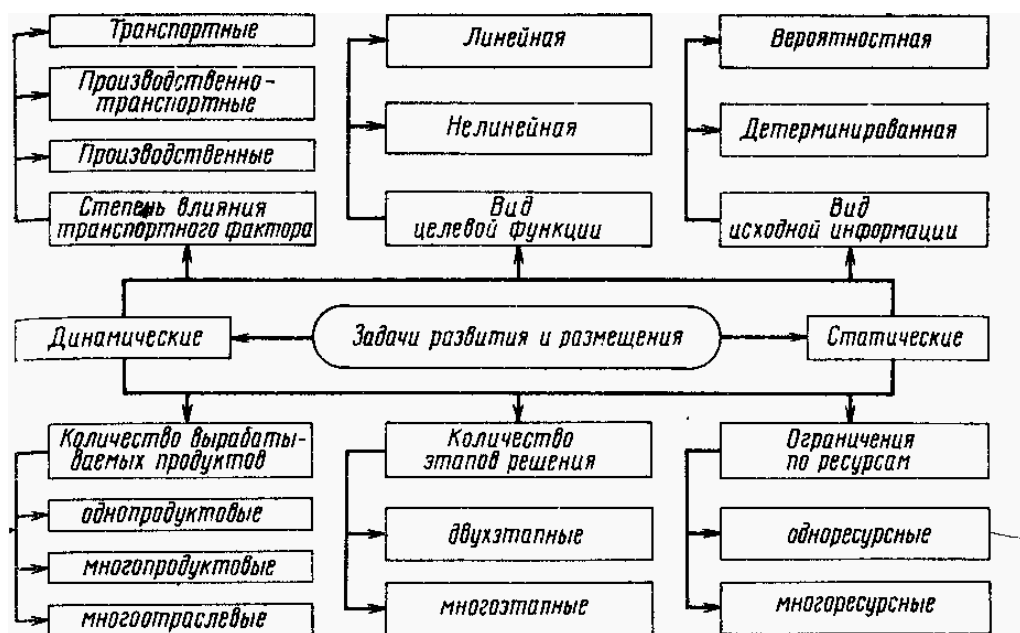 Транспортные
Производственно-
транспортные
Производственные
Степень влияния
транспортного фактора
Линейная
Нелинейная
Вид
целевой функции
Вероятностная
Детерминированная
Вид
исходной информации
Динамические
Задачи развития и размещения
Статические
Количество вырабаты-
ваемых продуктов
однопродуктовые
многопродуктовые
многоотраслевые
Количество
этапов решения
двухэтапные
многоэтапные
Ограничения
по ресурсам
одноресурсные
многоресурсные